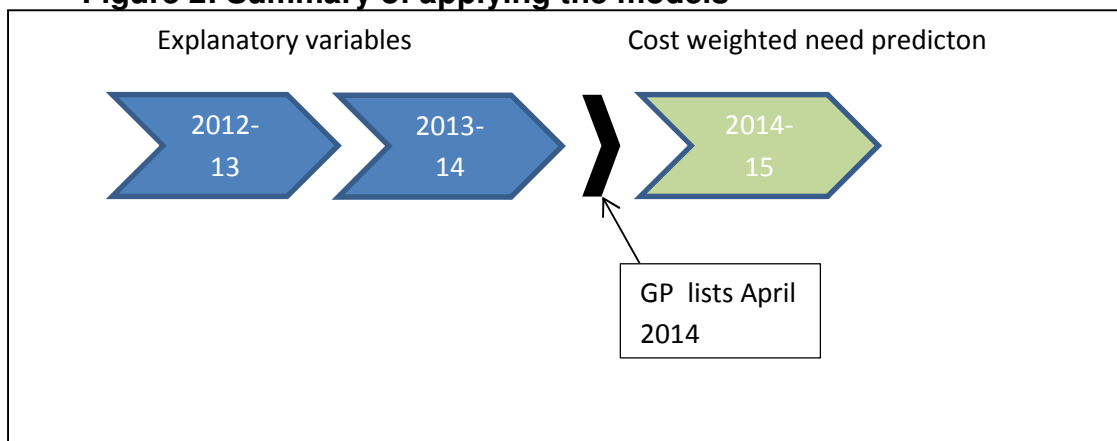 Figure 2: Summary of applying the models
Explanatory variables
Cost weighted need predicton
2012-
13
2013-
14
2014-
15
GP lists April
2014